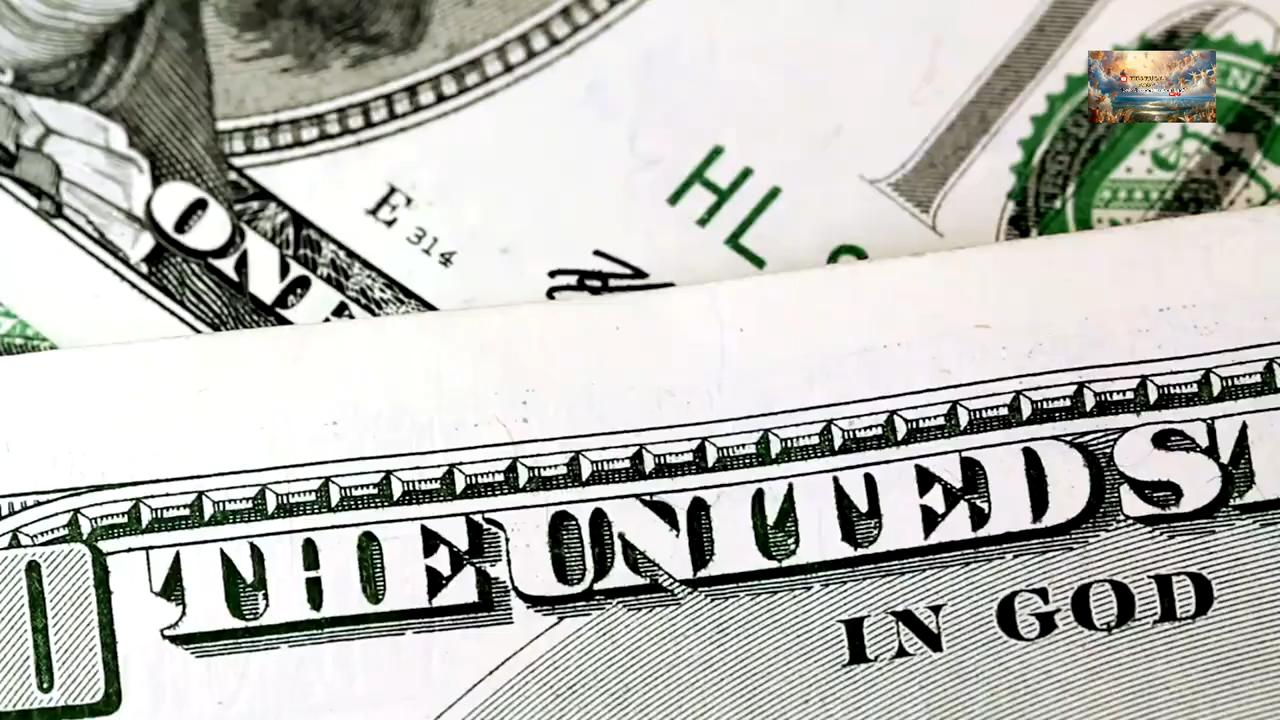 ONE
E 314
HL
THE UNITED S
IN GOD